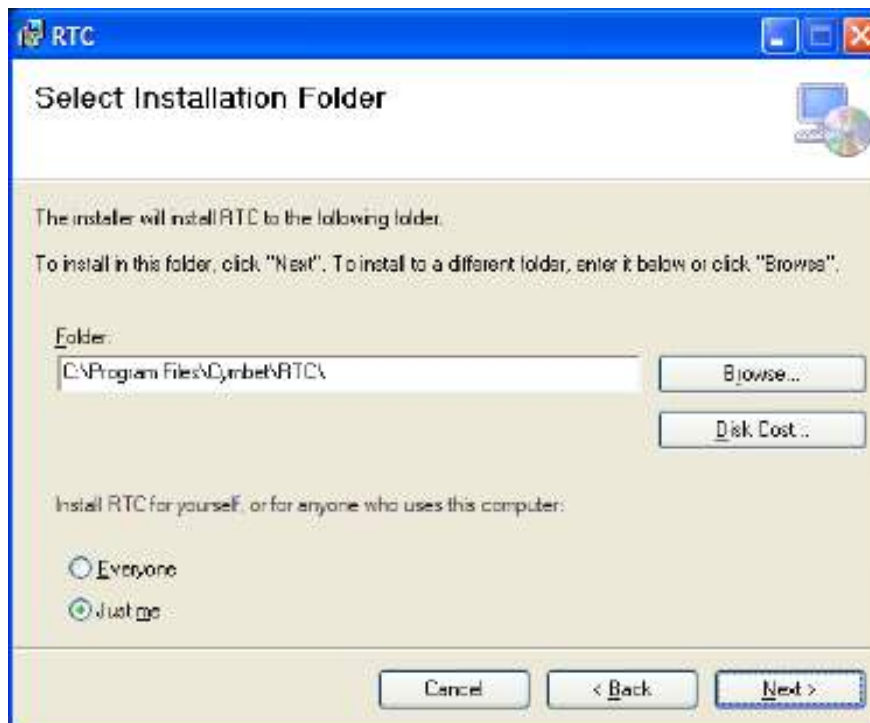 RTC
Select Installation Folder
The installer will install RTC to the following folder.
To install in this folder, click "Next". To install to a different folder, enter it below or click "Browse".
Folder:
C:\Program Files\Cymbet\RTC\
Browse...
Disk Cost...
Install RTC for yourself, or for anyone who uses this computer:
Everyone
Just me
Cancel
< Back
Next >